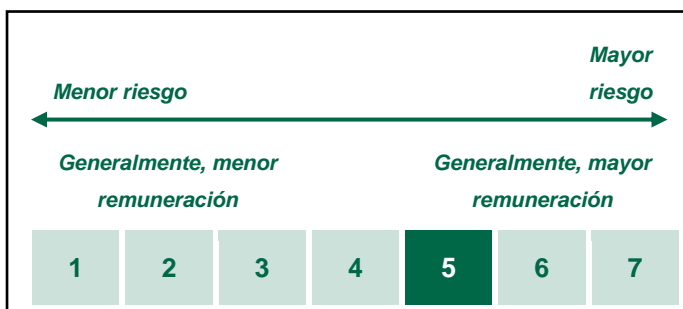 Mayor
Menor riesgo riesgo
Generalmente, menor Generalmente, mayor
remuneración remuneración
1 2 3 4 5 6 7